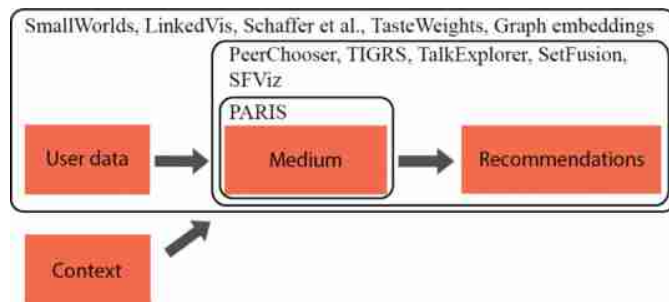 SmallWorlds, LinkedVis, Schaffer et al., TasteWeights, Graph embeddings
PeerChooser, TIGRS, TalkExplorer, SetFusion,
SFViz
PARIS
User data
Medium
Recommendations
Context